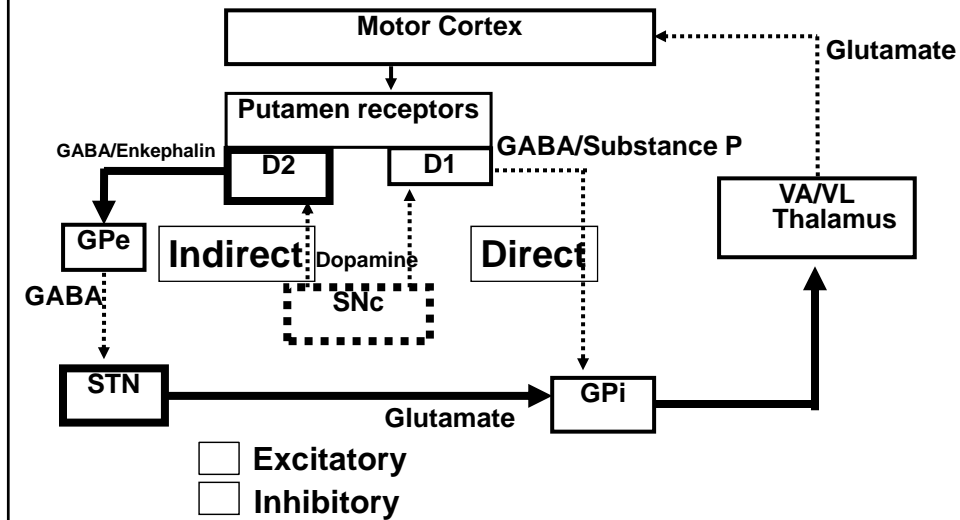 Motor Cortex
Glutamate
Putamen receptors
GABA/Enkephalin
D2
D1
GABA/Substance P
VA/VL
Thalamus
GPe
Indirect
Dopamine
Direct
GABA
SNc
STN
Glutamate
GPi
Excitatory
Inhibitory